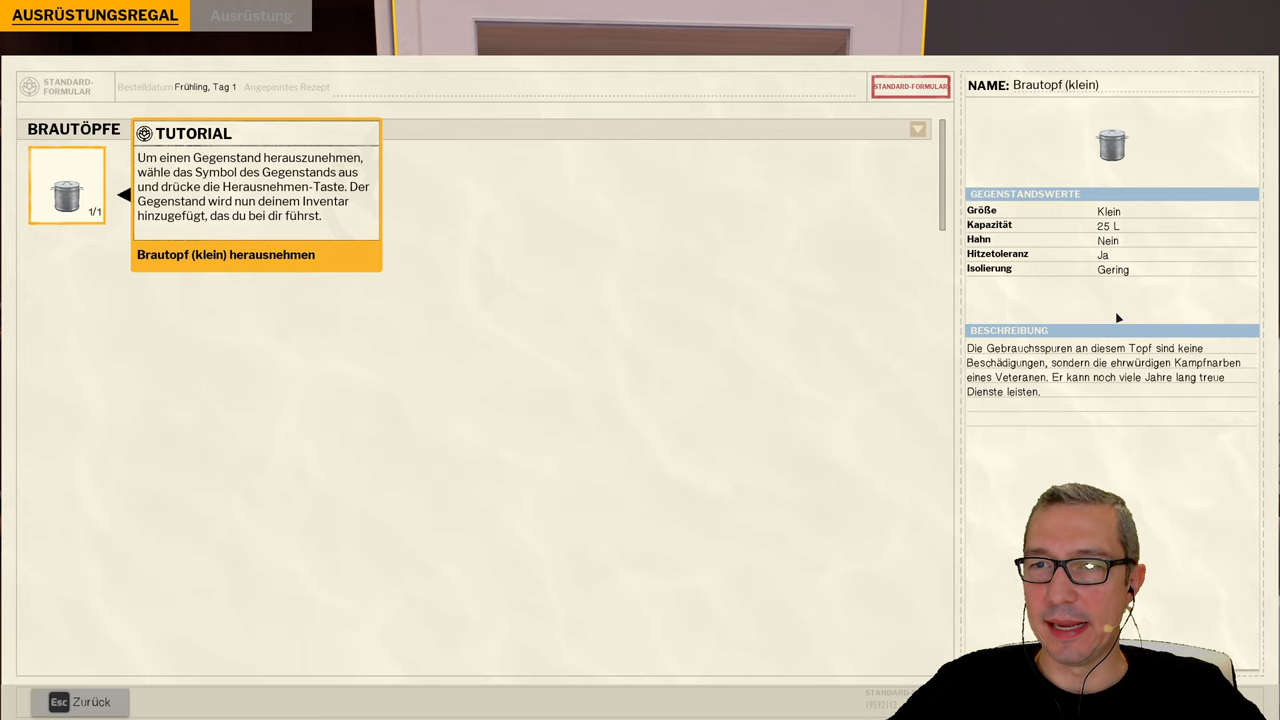 AUSRÜSTUNGSREGAL
Ausrüstung
STANDARD-
FORMULAR
Bestelldatum Frühling, Tag 1 Angepinntes Rezept
STANDARD-FORMULAR
BRAUTÖPFE
1/1
TUTORIAL
Um einen Gegenstand herauszunehmen,
wähle das Symbol des Gegenstands aus
und drücke die Herausnehmen-Taste. Der
Gegenstand wird nun deinem Inventar
hinzugefügt, das du bei dir führst.
Brautopf (klein) herausnehmen
NAME: Brautopf (klein)
GEGENSTANDSWERTE
Größe Klein
Kapazität 25 L
Hahn Nein
Hitzetoleranz Ja
Isolierung Gering
BESCHREIBUNG
Die Gebrauchsspuren an diesem Topf sind keine
Beschädigungen, sondern die ehrwürdigen Kampfnarben
eines Veteranen. Er kann noch viele Jahre lang treue
Dienste leisten.
Esc Zurück
STANDARD